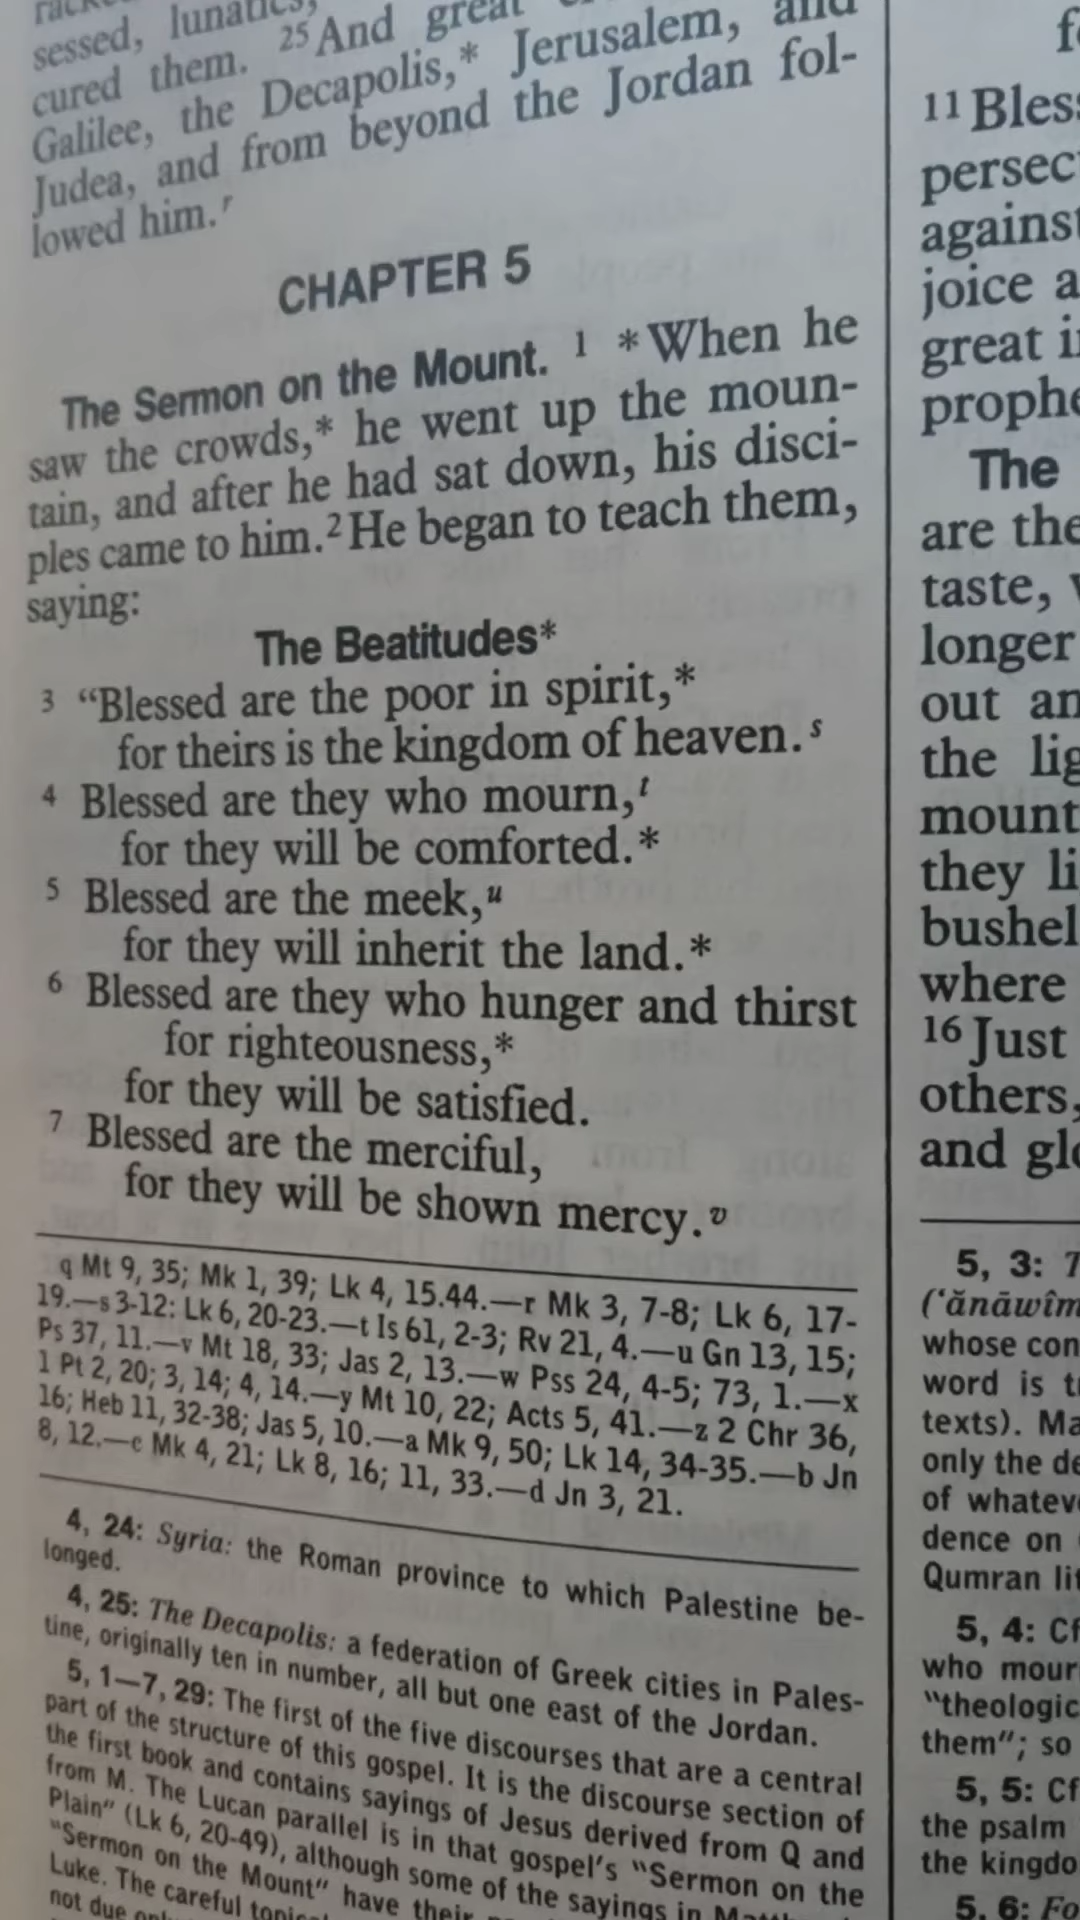 sessed, lunatics,
cured them. 25 And great
Galilee, the Decapolis,* Jerusalem, and
Judea, and from beyond the Jordan fol-
lowed him.r
CHAPTER 5
The Sermon on the Mount. 1 *When he
saw the crowds,* he went up the moun-
tain, and after he had sat down, his disci-
ples came to him. 2 He began to teach them,
saying:
The Beatitudes*
3 “Blessed are the poor in spirit,*
for theirs is the kingdom of heaven.s
4 Blessed are they who mourn,t
for they will be comforted.*
5 Blessed are the meek,u
for they will inherit the land.*
6 Blessed are they who hunger and thirst
for righteousness,*
for they will be satisfied.
7 Blessed are the merciful,
for they will be shown mercy.v
q Mt 9, 35; Mk 1, 39; Lk 4, 15.44.—r Mk 3, 7-8; Lk 6, 17-
19.—s 3-12: Lk 6, 20-23.—t Is 61, 2-3; Rv 21, 4.—u Gn 13, 15;
Ps 37, 11.—v Mt 18, 33; Jas 2, 13.—w Pss 24, 4-5; 73, 1.—x
1 Pt 2, 20; 3, 14; 4, 14.—y Mt 10, 22; Acts 5, 41.—z 2 Chr 36,
16; Heb 11, 32-38; Jas 5, 10.—a Mk 9, 50; Lk 14, 34-35.—b Jn
8, 12.—c Mk 4, 21; Lk 8, 16; 11, 33.—d Jn 3, 21.
4, 24: Syria: the Roman province to which Palestine be-
longed.
4, 25: The Decapolis: a federation of Greek cities in Pales-
tine, originally ten in number, all but one east of the Jordan.
5, 1—7, 29: The first of the five discourses that are a central
part of the structure of this gospel. It is the discourse section of
the first book and contains sayings of Jesus derived from Q and
from M. The Lucan parallel is in that gospel's "Sermon on the
Plain" (Lk 6, 20-49), although some of the sayings in
"Sermon on the Mount" have their
Luke. The careful
not due only
11 Bless
persec
against
joice a
great i
prophe
The
are the
taste,
longer
out an
the lig
mount
they li
bushel
where
16 Just
others,
and glo
5, 3:
('ănāwîm
whose con
word is t
texts). Ma
only the de
of whateve
dence on
Qumran lit
5, 4: Cf
who mour
"theologic
them"; so
5, 5: Cf
the psalm
the kingdo
5, 6: Fo